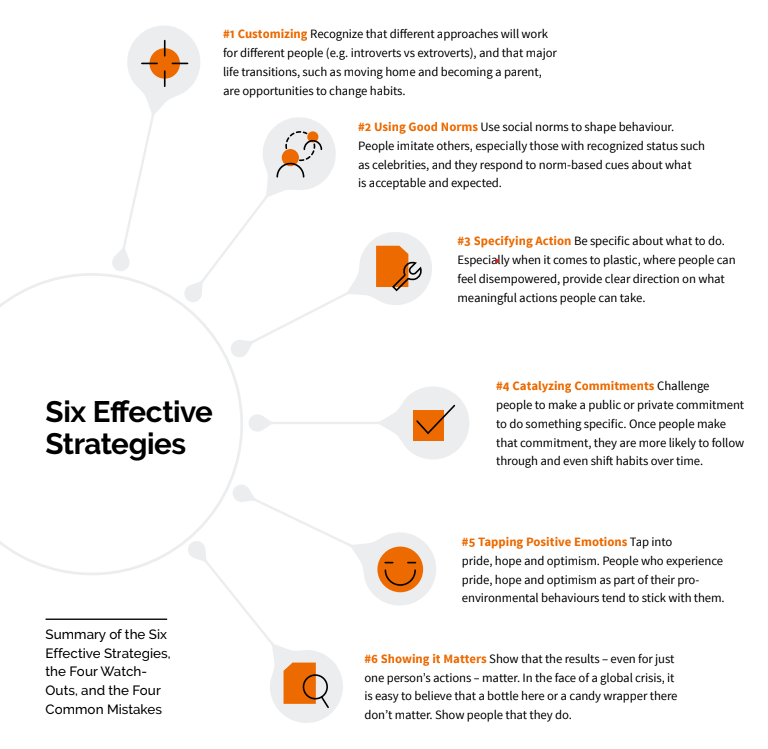 #1 Customizing Recognize that different approaches will work
for different people (e.g. introverts vs extroverts), and that major
life transitions, such as moving home and becoming a parent,
are opportunities to change habits.
#2 Using Good Norms Use social norms to shape behaviour.
People imitate others, especially those with recognized status such
as celebrities, and they respond to norm-based cues about what
is acceptable and expected.
#3 Specifying Action Be specific about what to do.
Especially when it comes to plastic, where people can
feel disempowered, provide clear direction on what
meaningful actions people can take.
#4 Catalyzing Commitments Challenge
people to make a public or private commitment
to do something specific. Once people make
that commitment, they are more likely to follow
through and even shift habits over time.
Six Effective
Strategies
#5 Tapping Positive Emotions Tap into
pride, hope and optimism. People who experience
pride, hope and optimism as part of their pro-
environmental behaviours tend to stick with them.
#6 Showing it Matters Show that the results – even for just
one person's actions – matter. In the face of a global crisis, it
is easy to believe that a bottle here or a candy wrapper there
don't matter. Show people that they do.
Summary of the Six
Effective Strategies,
the Four Watch-
Outs, and the Four
Common Mistakes